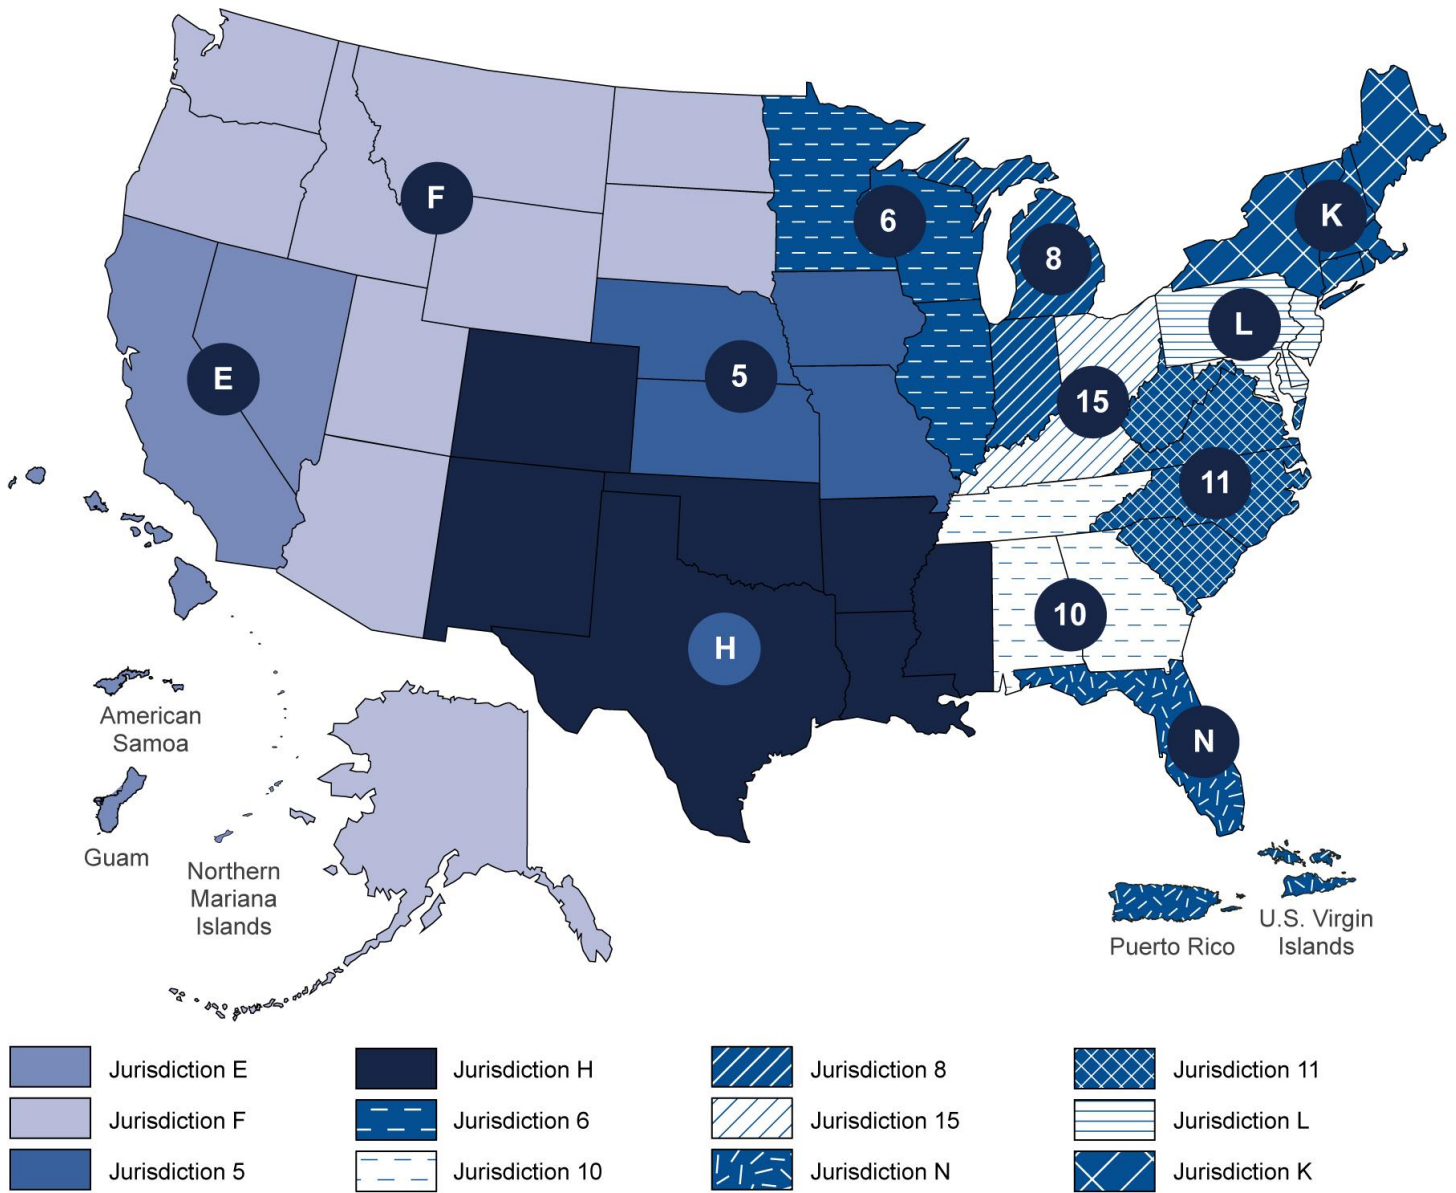 F
6
K
8
L
E
5
15
11
10
H
N
American
Samoa
Guam
Northern
Mariana
Islands
Puerto Rico
U.S. Virgin
Islands
Jurisdiction E
Jurisdiction H
Jurisdiction 8
Jurisdiction 11
Jurisdiction F
Jurisdiction 6
Jurisdiction 15
Jurisdiction L
Jurisdiction 5
Jurisdiction 10
Jurisdiction N
Jurisdiction K